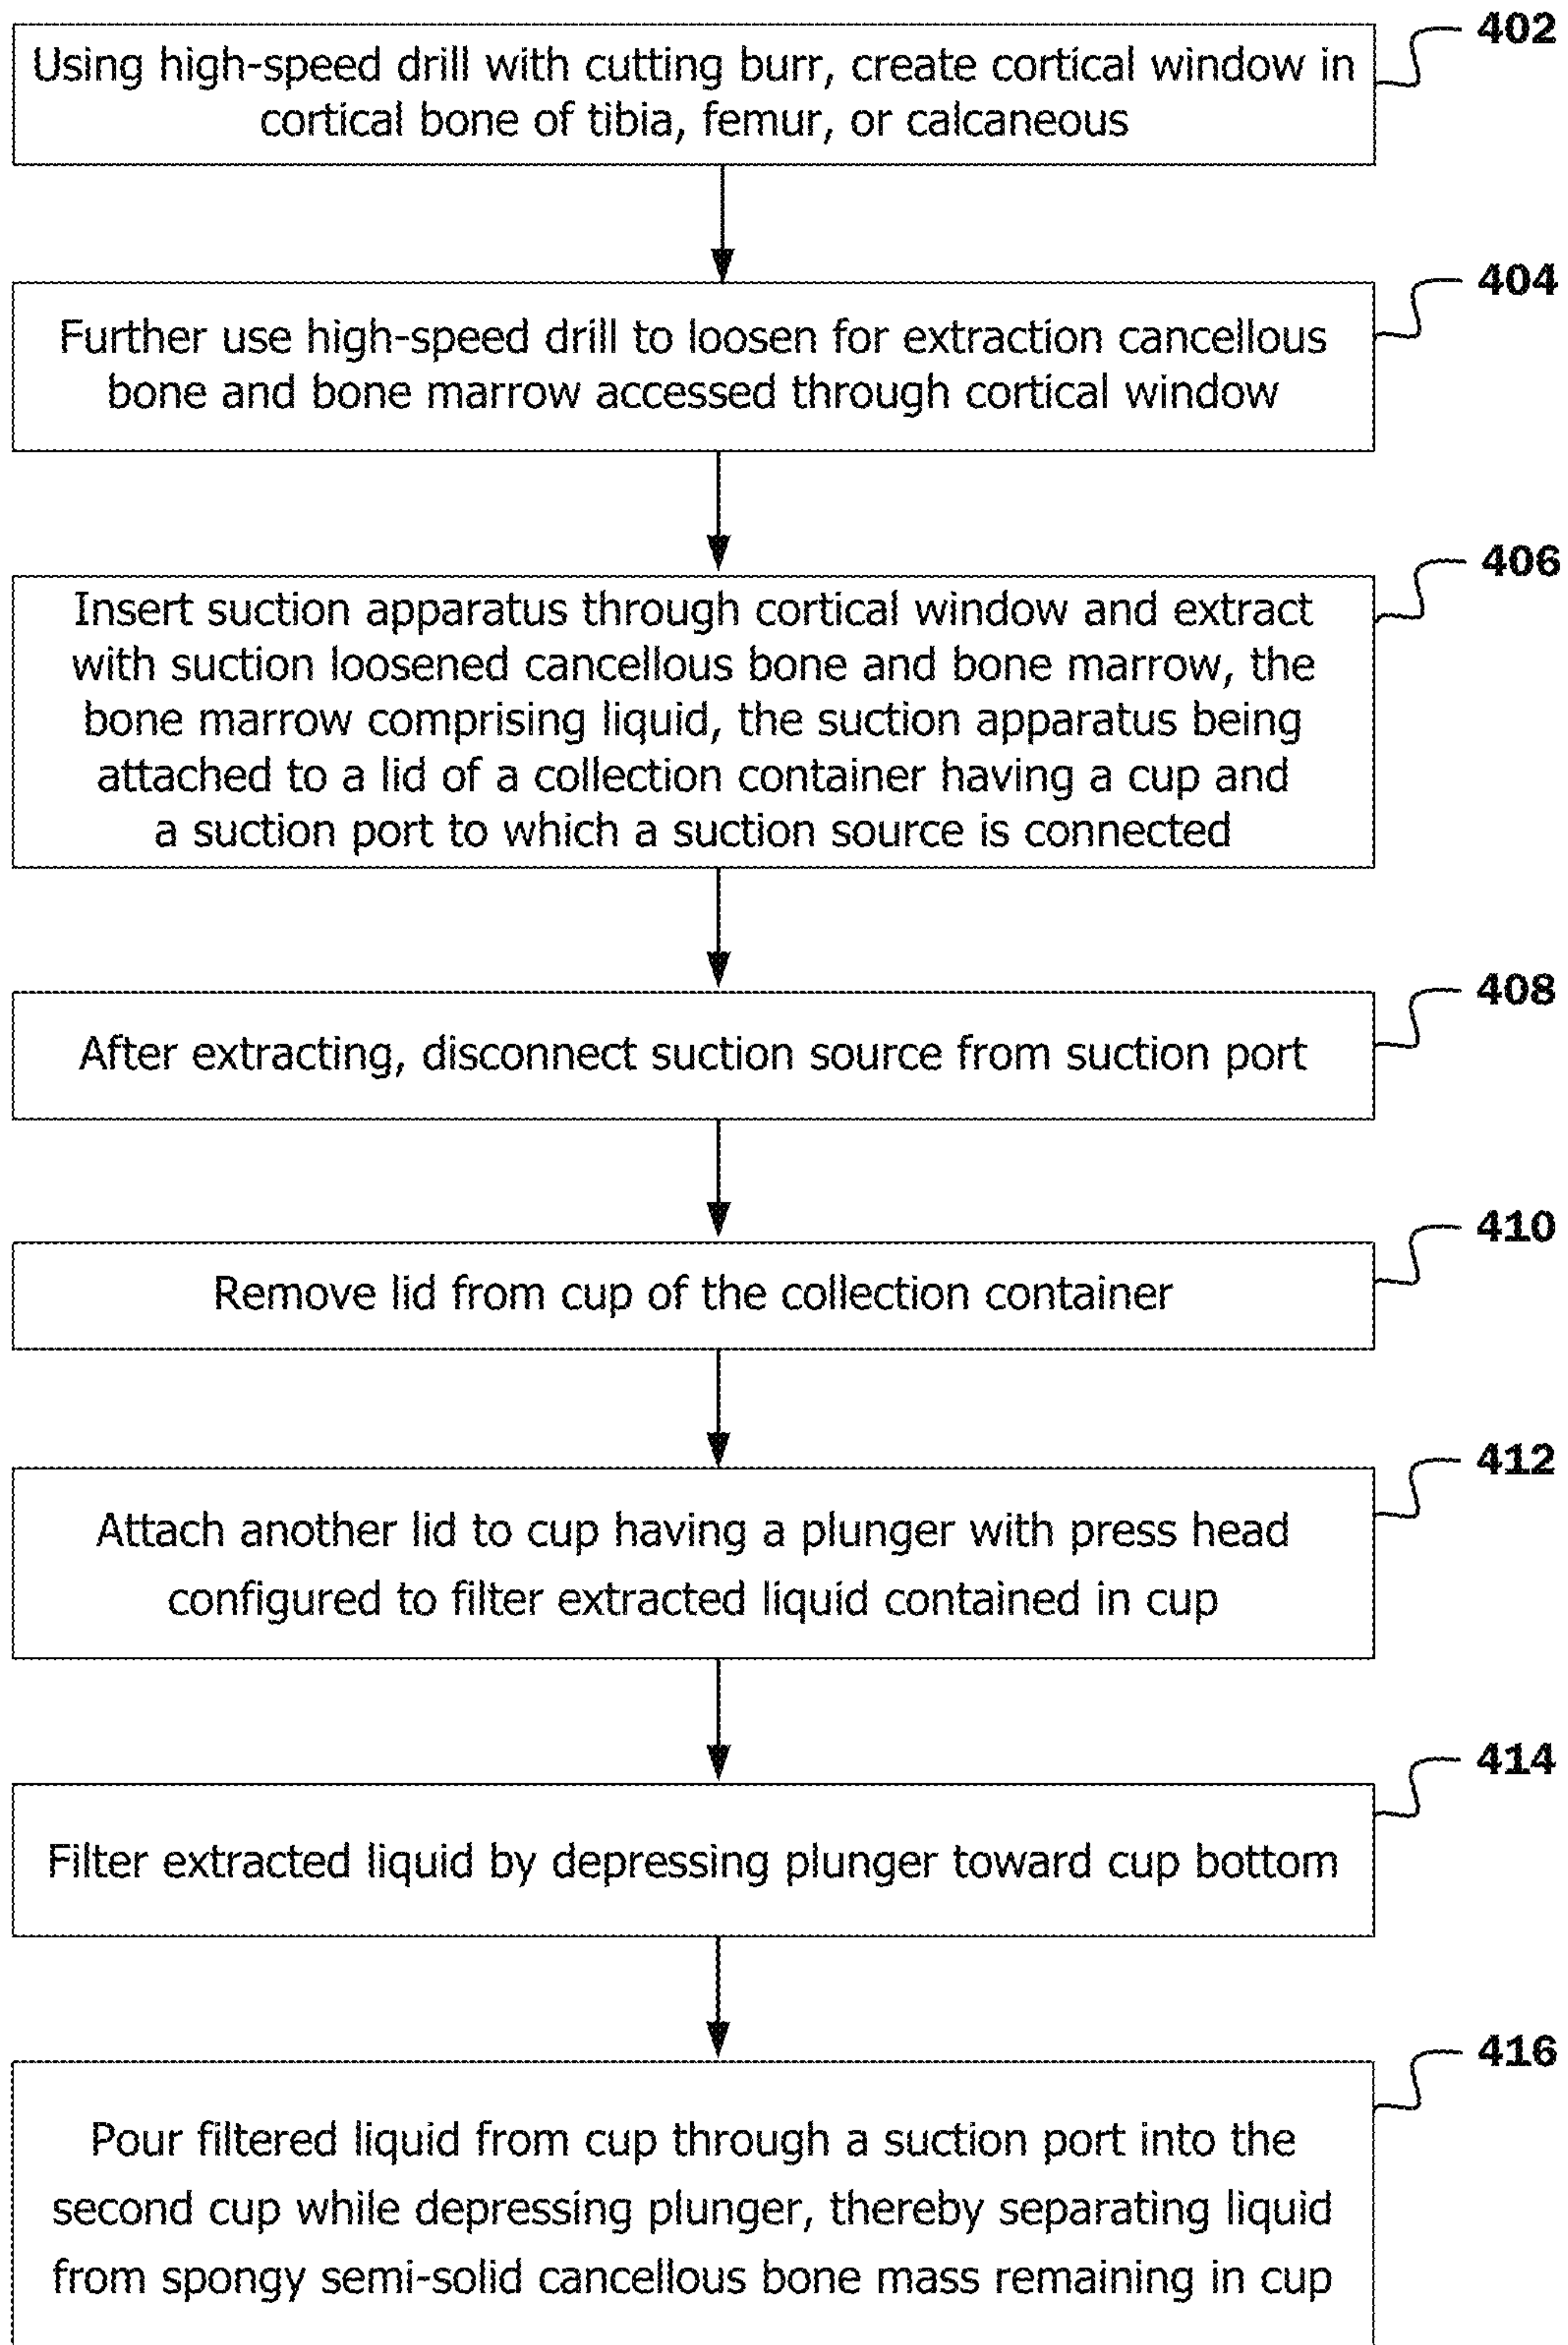 402
Using high-speed drill with cutting burr, create cortical window in
cortical bone of tibia, femur, or calcaneous
404
Further use high-speed drill to loosen for extraction cancellous
bone and bone marrow accessed through cortical window
406
Insert suction apparatus through cortical window and extract
with suction loosened cancellous bone and bone marrow, the
bone marrow comprising liquid, the suction apparatus being
attached to a lid of a collection container having a cup and
a suction port to which a suction source is connected
408
After extracting, disconnect suction source from suction port
410
Remove lid from cup of the collection container
412
Attach another lid to cup having a plunger with press head
configured to filter extracted liquid contained in cup
414
Filter extracted liquid by depressing plunger toward cup bottom
416
Pour filtered liquid from cup through a suction port into the
second cup while depressing plunger, thereby separating liquid
from spongy semi-solid cancellous bone mass remaining in cup